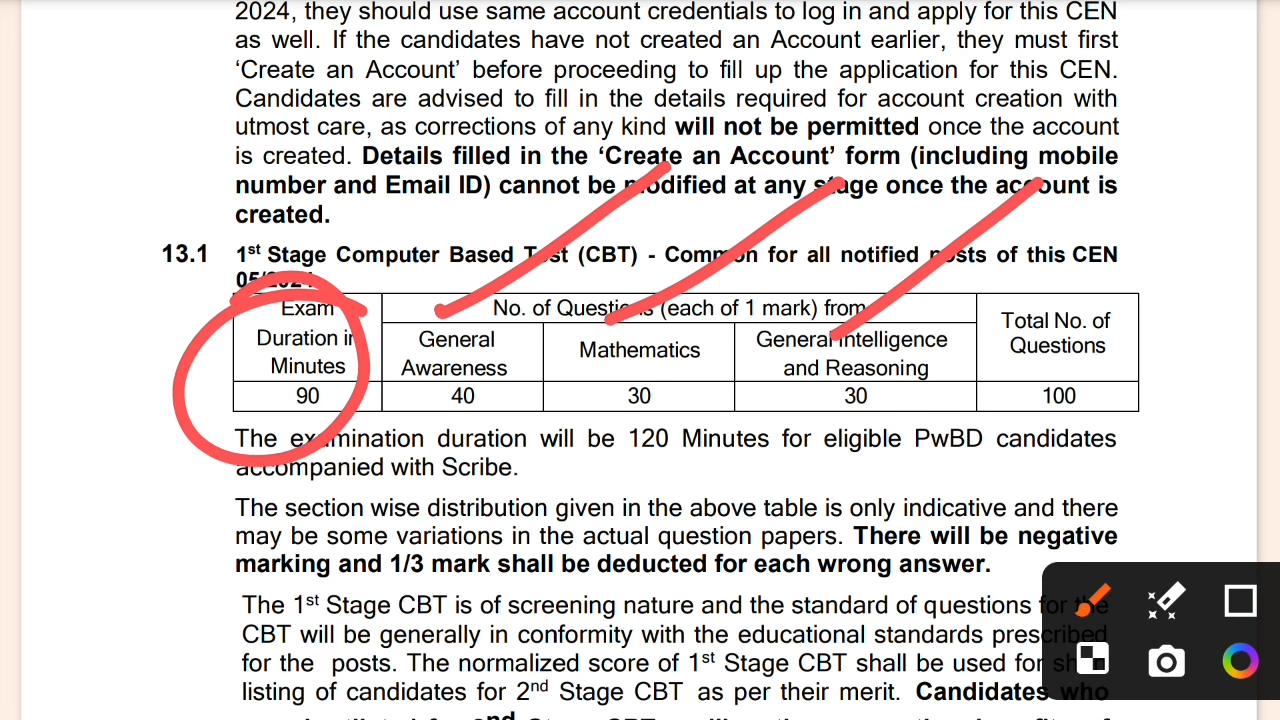 2024, they should use same account credentials to log in and apply for this CEN
as well. If the candidates have not created an Account earlier, they must first
‘Create an Account’ before proceeding to fill up the application for this CEN.
Candidates are advised to fill in the details required for account creation with
utmost care, as corrections of any kind will not be permitted once the account
is created. Details filled in the ‘Create an Account’ form (including mobile
number and Email ID) cannot be modified at any stage once the account is
created.
13.1 1st Stage Computer Based Test (CBT) - Common for all notified posts of this CEN
05/2024
Exam Duration in Minutes
No. of Questions (each of 1 mark) from
General Awareness
Mathematics
General Intelligence and Reasoning
Total No. of Questions
90 40 30 30 100
The examination duration will be 120 Minutes for eligible PwBD candidates
accompanied with Scribe.
The section wise distribution given in the above table is only indicative and there
may be some variations in the actual question papers. There will be negative
marking and 1/3 mark shall be deducted for each wrong answer.
The 1st Stage CBT is of screening nature and the standard of questions for the
CBT will be generally in conformity with the educational standards prescribed
for the posts. The normalized score of 1st Stage CBT shall be used for
listing of candidates for 2nd Stage CBT as per their merit. Candidates who